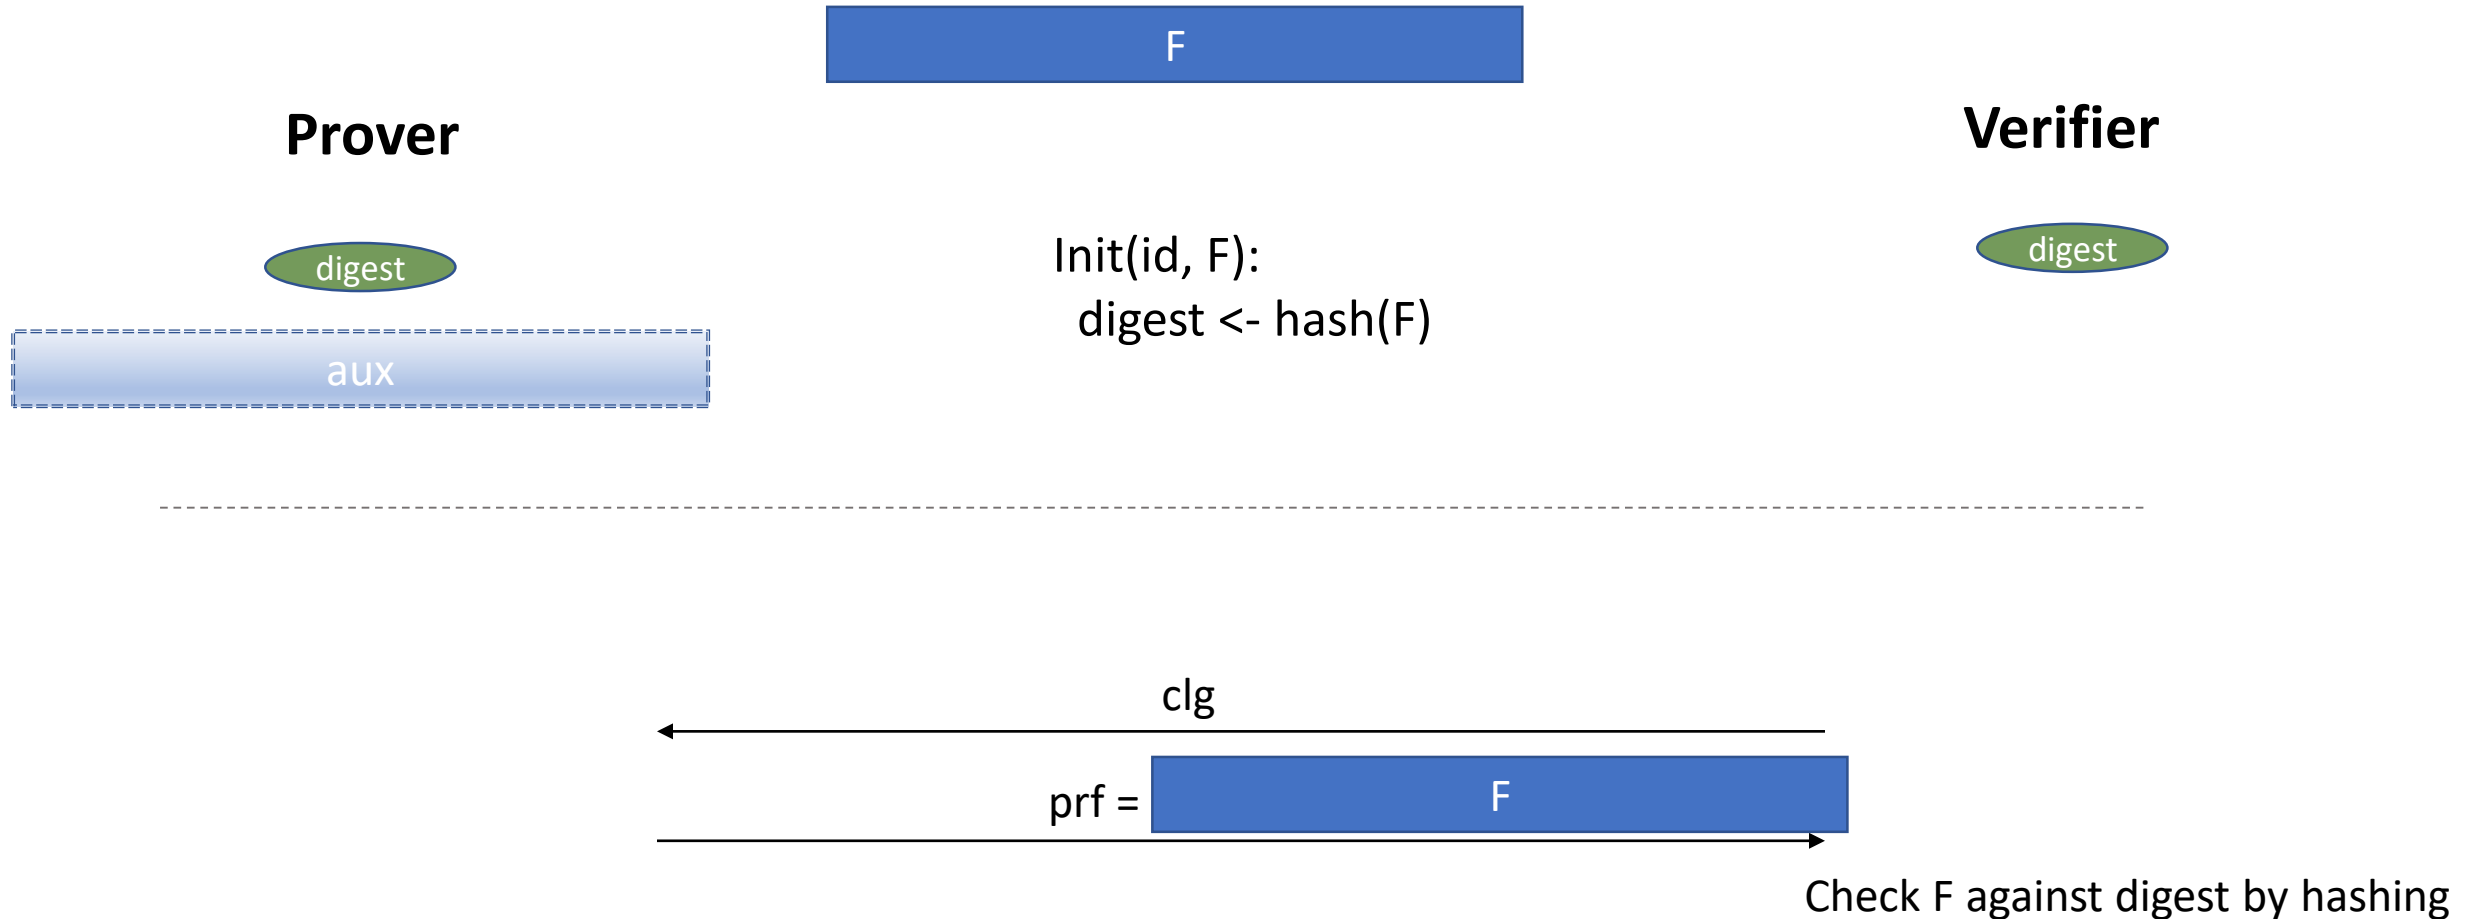 F
Prover
Verifier
digest
digest
Init(id, F):
digest <- hash(F)
aux
clg
prf =
F
Check F against digest by hashing